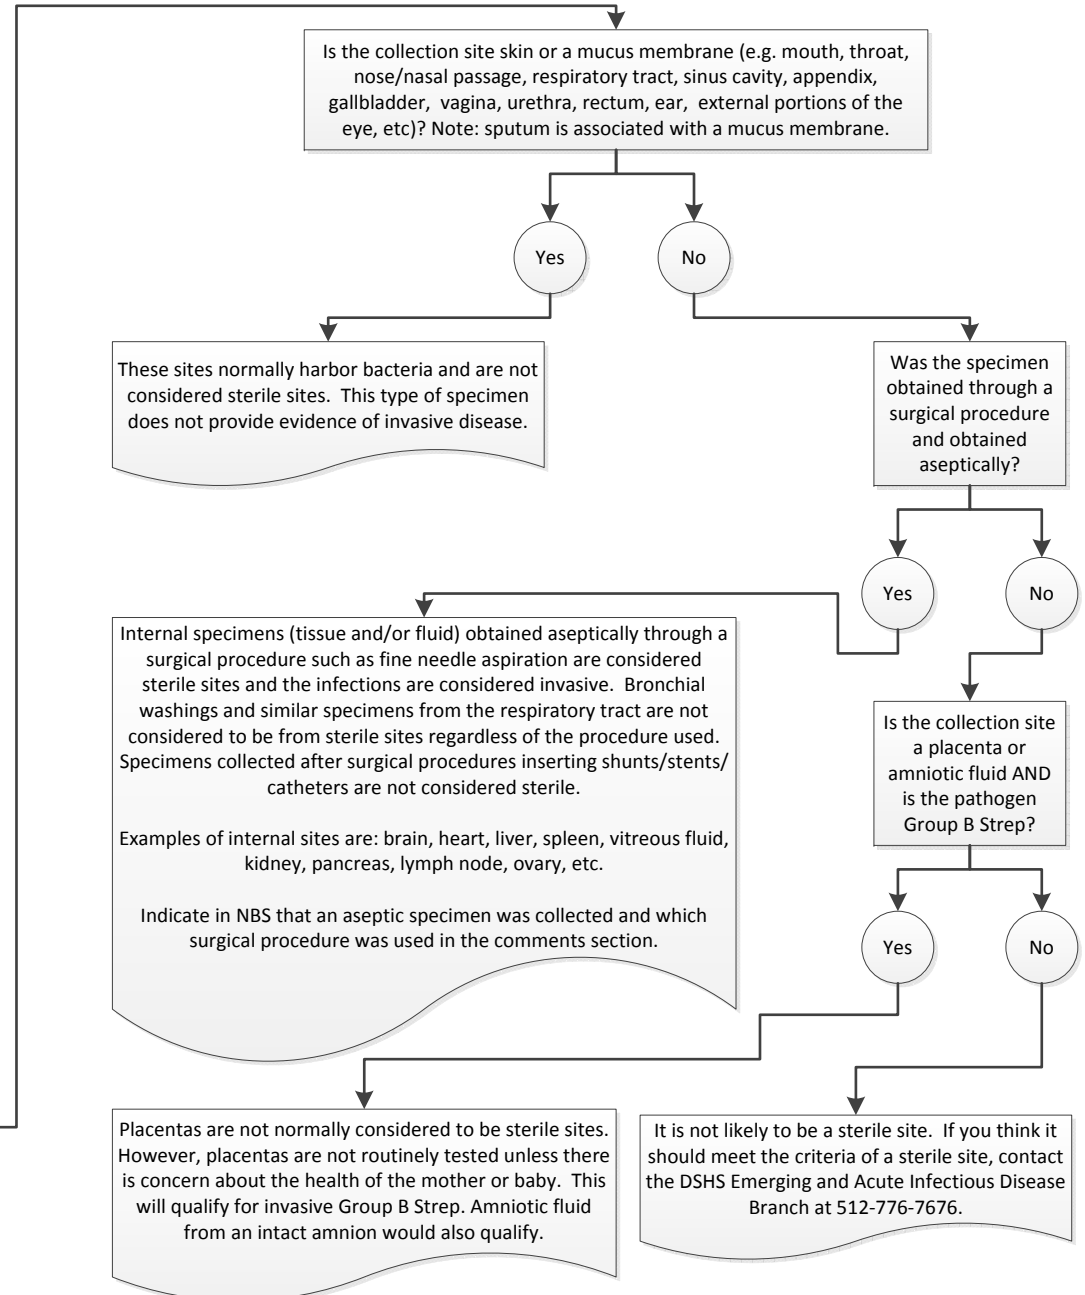 Is the collection site skin or a mucus membrane (e.g. mouth, throat,
nose/nasal passage, respiratory tract, sinus cavity, appendix,
gallbladder, vagina, urethra, rectum, ear, external portions of the
eye, etc)? Note: sputum is associated with a mucus membrane.
Yes
No
These sites normally harbor bacteria and are not
considered sterile sites. This type of specimen
does not provide evidence of invasive disease.
Was the specimen
obtained through a
surgical procedure
and obtained
aseptically?
Yes
No
Internal specimens (tissue and/or fluid) obtained aseptically through a
surgical procedure such as fine needle aspiration are considered
sterile sites and the infections are considered invasive. Bronchial
washings and similar specimens from the respiratory tract are not
considered to be from sterile sites regardless of the procedure used.
Specimens collected after surgical procedures inserting shunts/stents/
catheters are not considered sterile.
Examples of internal sites are: brain, heart, liver, spleen, vitreous fluid,
kidney, pancreas, lymph node, ovary, etc.
Indicate in NBS that an aseptic specimen was collected and which
surgical procedure was used in the comments section.
Is the collection site
a placenta or
amniotic fluid AND
is the pathogen
Group B Strep?
Yes
No
Placentas are not normally considered to be sterile sites.
However, placentas are not routinely tested unless there
is concern about the health of the mother or baby. This
will qualify for invasive Group B Strep. Amniotic fluid
from an intact amnion would also qualify.
It is not likely to be a sterile site. If you think it
should meet the criteria of a sterile site, contact
the DSHS Emerging and Acute Infectious Disease
Branch at 512-776-7676.